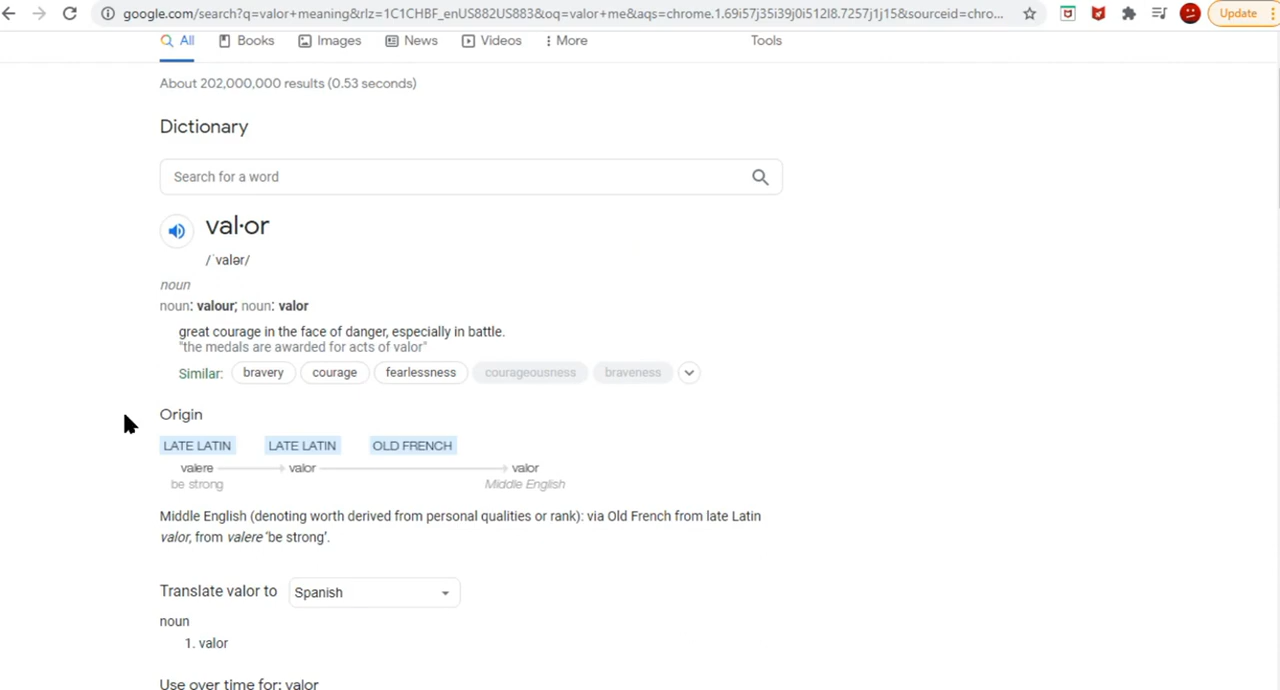 google.com/search?q=valor+meaning&rlz=1C1CHBF_enUS882US883&oq=valor+me&aqs=chrome.1.69i57j35i39j0i512l8.7257j1j15&sourceid=chro...
Update
All Books Images News Videos More Tools
About 202,000,000 results (0.53 seconds)
Dictionary
Search for a word
val·or
/ˈvalər/
noun
noun: valour; noun: valor
great courage in the face of danger, especially in battle.
"the medals are awarded for acts of valor"
Similar: bravery courage fearlessness courageousness braveness
Origin
LATE LATIN LATE LATIN OLD FRENCH
valere valor valor
be strong Middle English
Middle English (denoting worth derived from personal qualities or rank): via Old French from late Latin
valor, from valere 'be strong'.
Translate valor to Spanish
noun
1. valor
Use over time for: valor